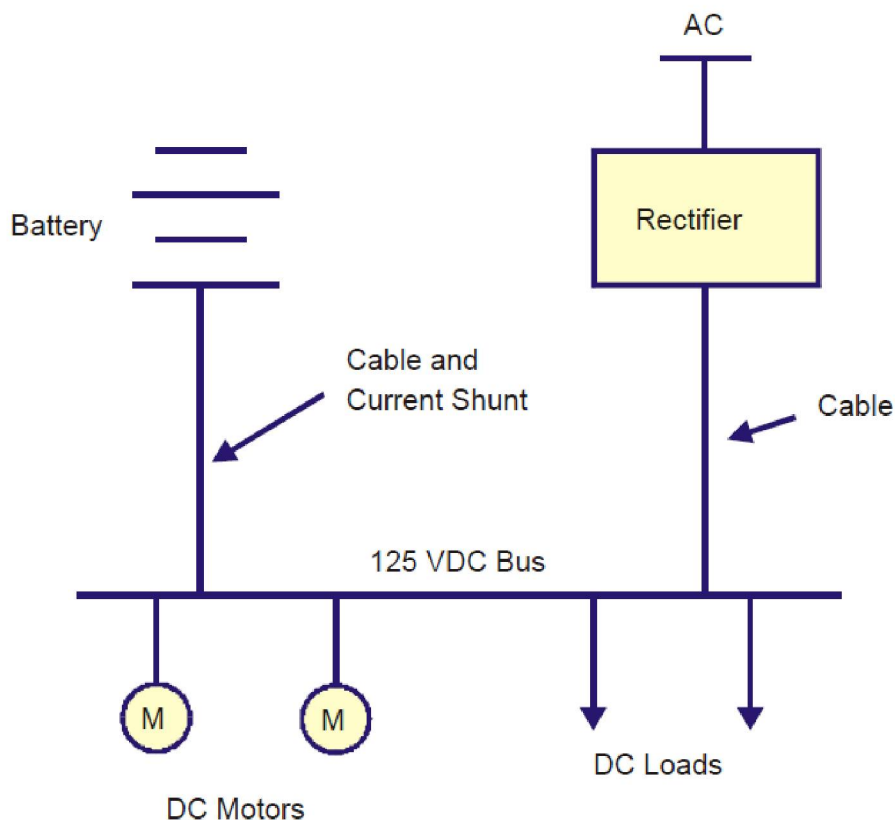 AC
Battery
Rectifier
Cable and
Current Shunt
Cable
125 VDC Bus
M
M
DC Loads
DC Motors